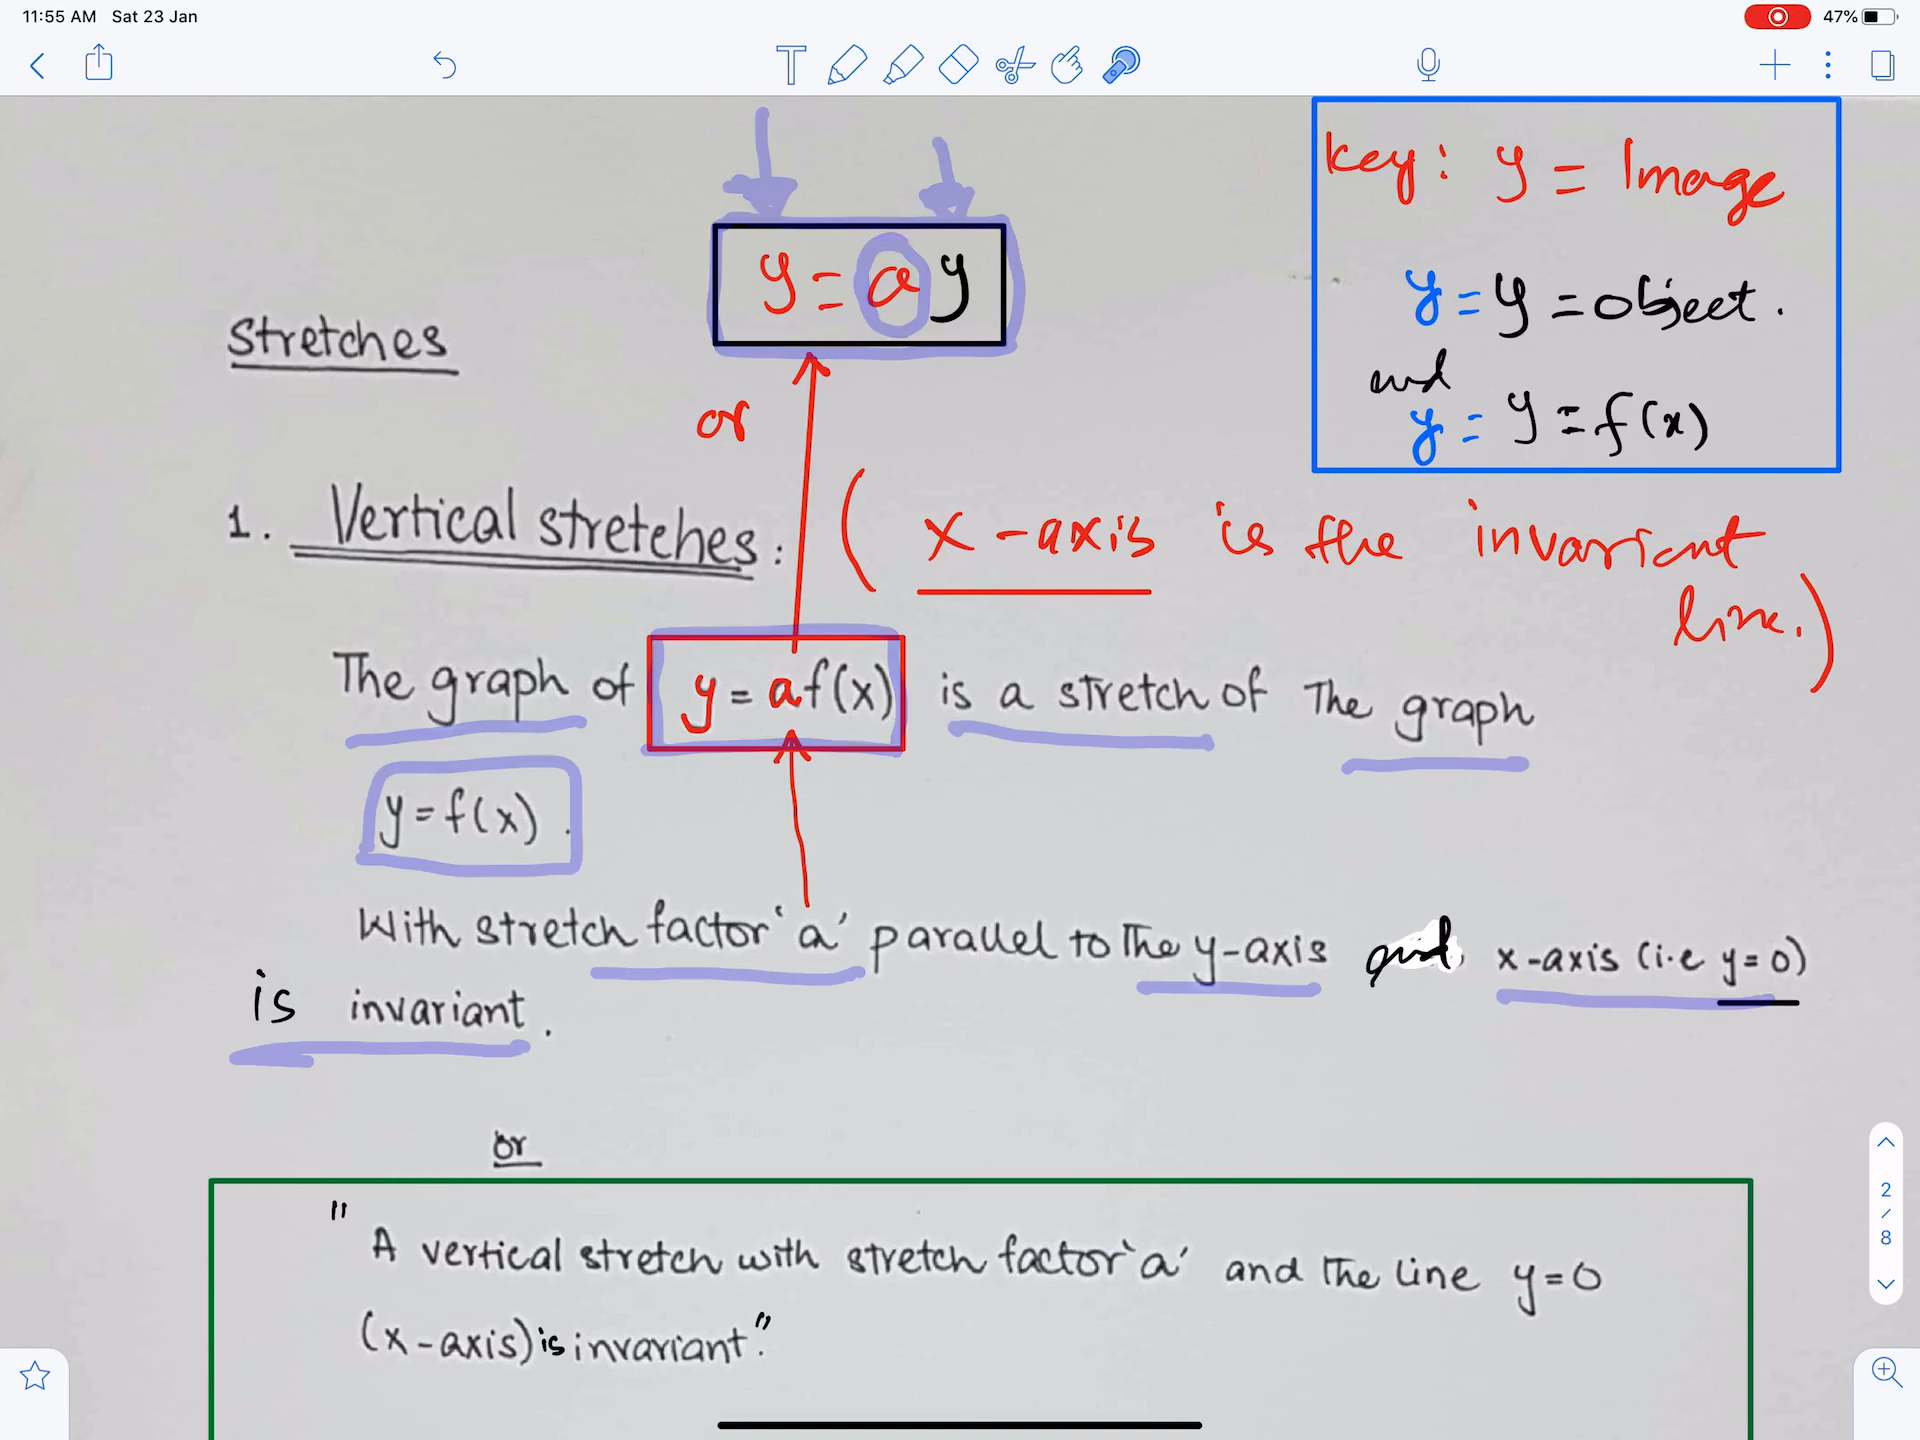 11:55 AM Sat 23 Jan
47%
T
key: y = Image
y = ay
y = y = object.
Stretches
and
or
y = y = f(x)
1. Vertical stretches: (x-axis is the invariant
line.)
The graph of y = af(x) is a stretch of The graph
y = f(x).
With stretch factor 'a' parallel to The y-axis and x-axis (i.e y=0)
is invariant.
or
"A vertical stretch with stretch factor 'a' and The line y=0
(x-axis) is invariant."
2
/
8